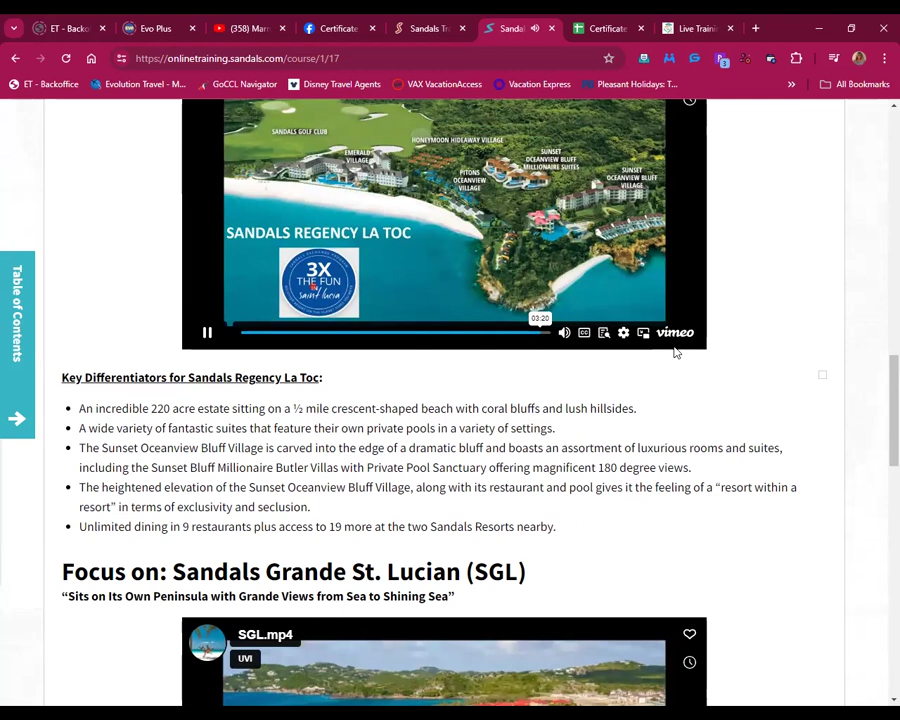 ET - Backo
Evo Plus
(358) Marr
Certificate
Sandals Tr
Sandal
Certificate
Live Traini
https://onlinetraining.sandals.com/course/1/17
ET - Backoffice
Evolution Travel - M...
GoCCL Navigator
Disney Travel Agents
VAX VacationAccess
Vacation Express
Pleasant Holidays: T...
»
All Bookmarks
SANDALS GOLF CLUB
HONEYMOON HIDEAWAY VILLAGE
EMERALD
VILLAGE
SUNSET
OCEANVIEW BLUFF
MILLIONAIRE SUITES
PITONS
OCEANVIEW
VILLAGE
SUNSET
OCEANVIEW BLUFF
VILLAGE
SANDALS REGENCY LA TOC
3X
THE FUN
IN
saint lucia
03:20
CC
vimeo
Table of Contents
Key Differentiators for Sandals Regency La Toc:
• An incredible 220 acre estate sitting on a ½ mile crescent-shaped beach with coral bluffs and lush hillsides.
• A wide variety of fantastic suites that feature their own private pools in a variety of settings.
• The Sunset Oceanview Bluff Village is carved into the edge of a dramatic bluff and boasts an assortment of luxurious rooms and suites,
including the Sunset Bluff Millionaire Butler Villas with Private Pool Sanctuary offering magnificent 180 degree views.
• The heightened elevation of the Sunset Oceanview Bluff Village, along with its restaurant and pool gives it the feeling of a “resort within a
resort” in terms of exclusivity and seclusion.
• Unlimited dining in 9 restaurants plus access to 19 more at the two Sandals Resorts nearby.
Focus on: Sandals Grande St. Lucian (SGL)
“Sits on Its Own Peninsula with Grande Views from Sea to Shining Sea”
SGL.mp4
UVI